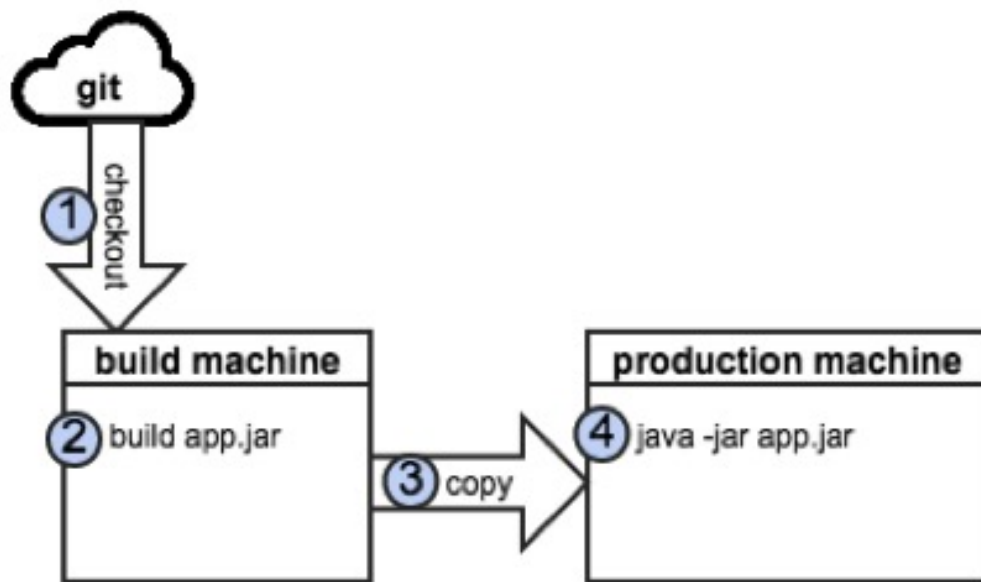 git
1
checkout
build machine
2 build app.jar
3 copy
production machine
4 java -jar app.jar